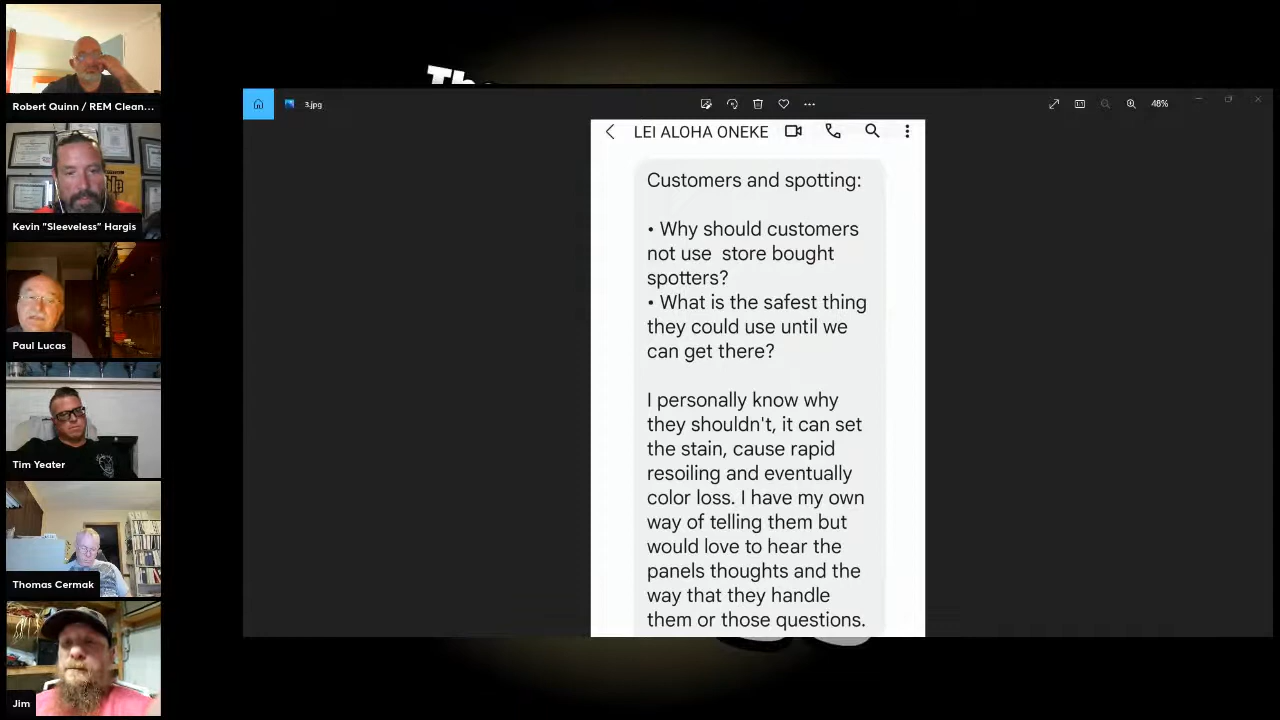 The
Robert Quinn / REM Clean...
Kevin "Sleeveless" Hargis
Paul Lucas
Tim Yeater
Thomas Cermak
Jim
3.jpg
48%
LEI ALOHA ONEKE
Customers and spotting:
• Why should customers
not use store bought
spotters?
• What is the safest thing
they could use until we
can get there?
I personally know why
they shouldn't, it can set
the stain, cause rapid
resoiling and eventually
color loss. I have my own
way of telling them but
would love to hear the
panels thoughts and the
way that they handle
them or those questions.